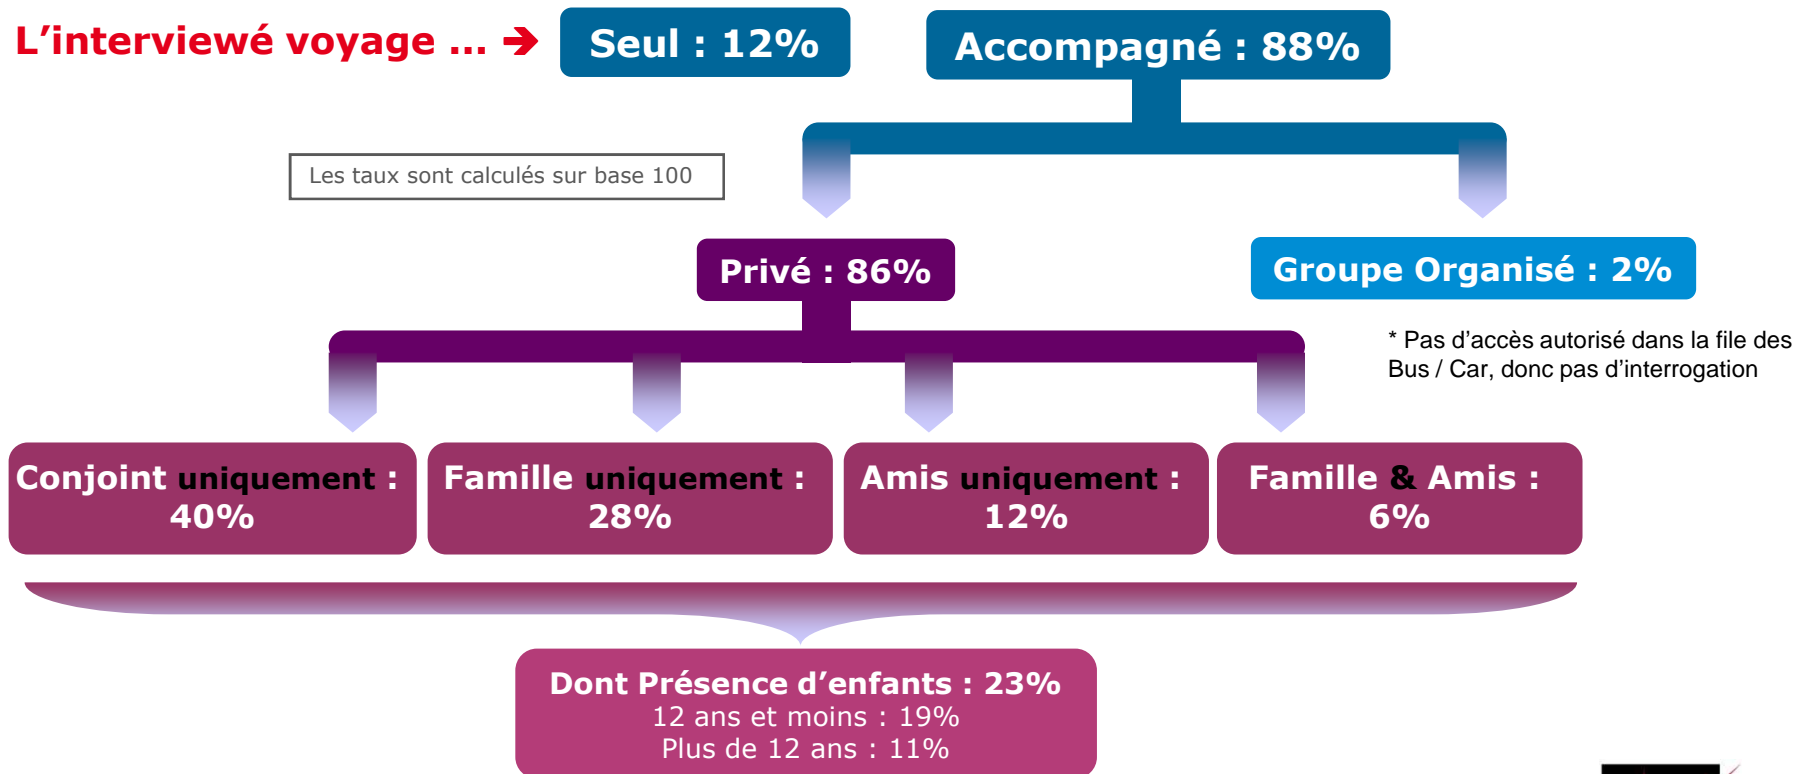 L'interviewé voyage ... ➔
Seul : 12%
Accompagné : 88%
Les taux sont calculés sur base 100
Privé : 86%
Groupe Organisé : 2%
* Pas d'accès autorisé dans la file des
Bus / Car, donc pas d'interrogation
Conjoint uniquement :
40%
Famille uniquement :
28%
Amis uniquement :
12%
Famille & Amis :
6%
Dont Présence d'enfants : 23%
12 ans et moins : 19%
Plus de 12 ans : 11%